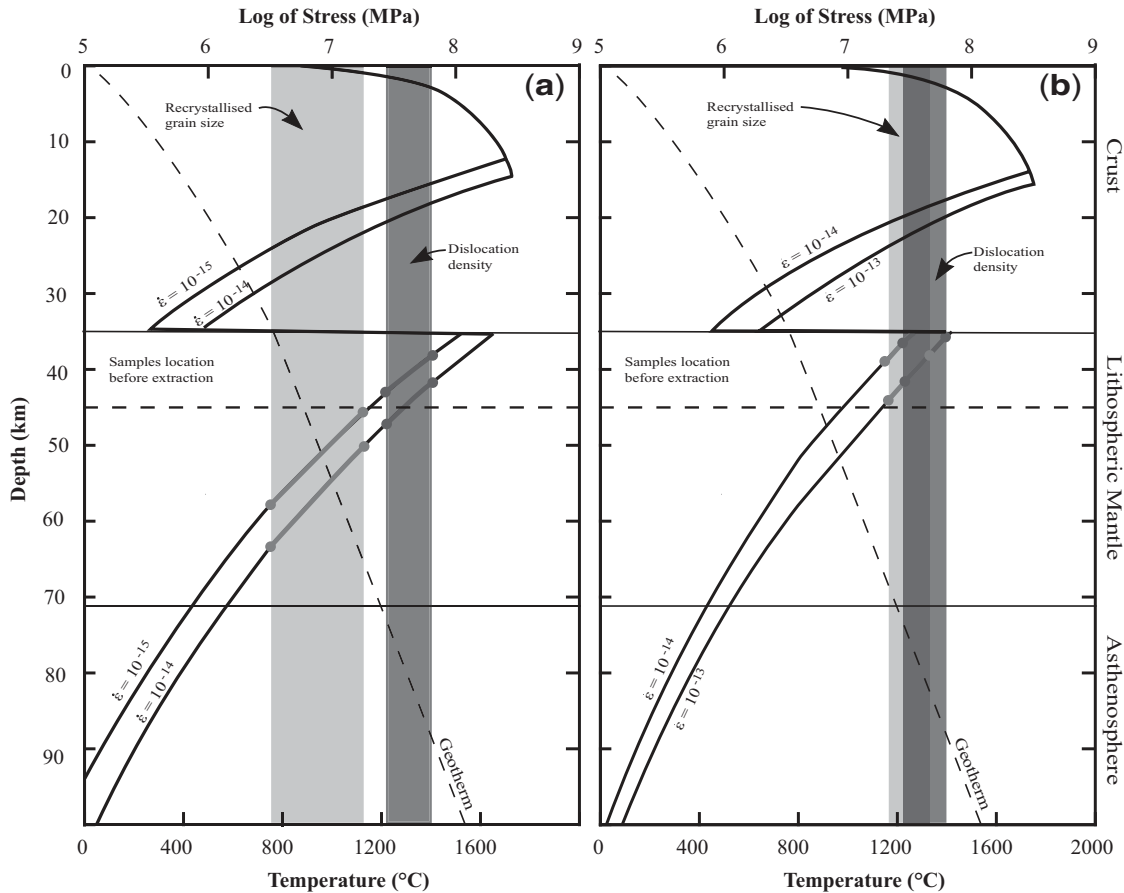 Log of Stress (MPa)
Log of Stress (MPa)
5 6 7 8 9
5 6 7 8 9
(a)
Recrystallised
grain size
Dislocation
density
ε̇ = 10⁻¹⁵
ε̇ = 10⁻¹⁴
Samples location
before extraction
ε̇ = 10⁻¹⁵
ε̇ = 10⁻¹⁴
Geotherm
(b)
Recrystallised
grain size
Dislocation
density
ε = 10⁻¹⁴
ε = 10⁻¹³
Samples location
before extraction
ε = 10⁻¹⁴
ε = 10⁻¹³
Geotherm
0
10
20
30
40
50
60
70
80
90
Depth (km)
Crust
Lithospheric Mantle
Asthenosphere
0 400 800 1200 1600
0 400 800 1200 1600 2000
Temperature (°C)
Temperature (°C)